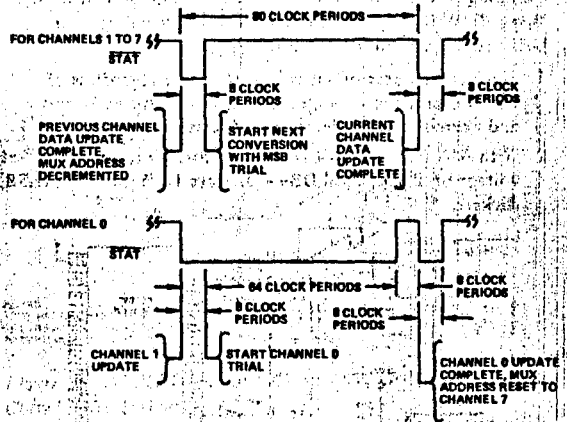 80 CLOCK PERIODS
FOR CHANNELS 1 TO 7
STAT
8 CLOCK
PERIODS
8 CLOCK
PERIODS
PREVIOUS CHANNEL
DATA UPDATE
COMPLETE,
MUX ADDRESS
DECREMENTED
START NEXT
CONVERSION
WITH MSB
TRIAL
CURRENT
CHANNEL
DATA
UPDATE
COMPLETE
FOR CHANNEL 0
STAT
64 CLOCK PERIODS
8 CLOCK
PERIODS
8 CLOCK
PERIODS
8 CLOCK
PERIODS
CHANNEL 1
UPDATE
START CHANNEL 0
TRIAL
CHANNEL 0 UPDATE
COMPLETE, MUX
ADDRESS RESET TO
CHANNEL 7